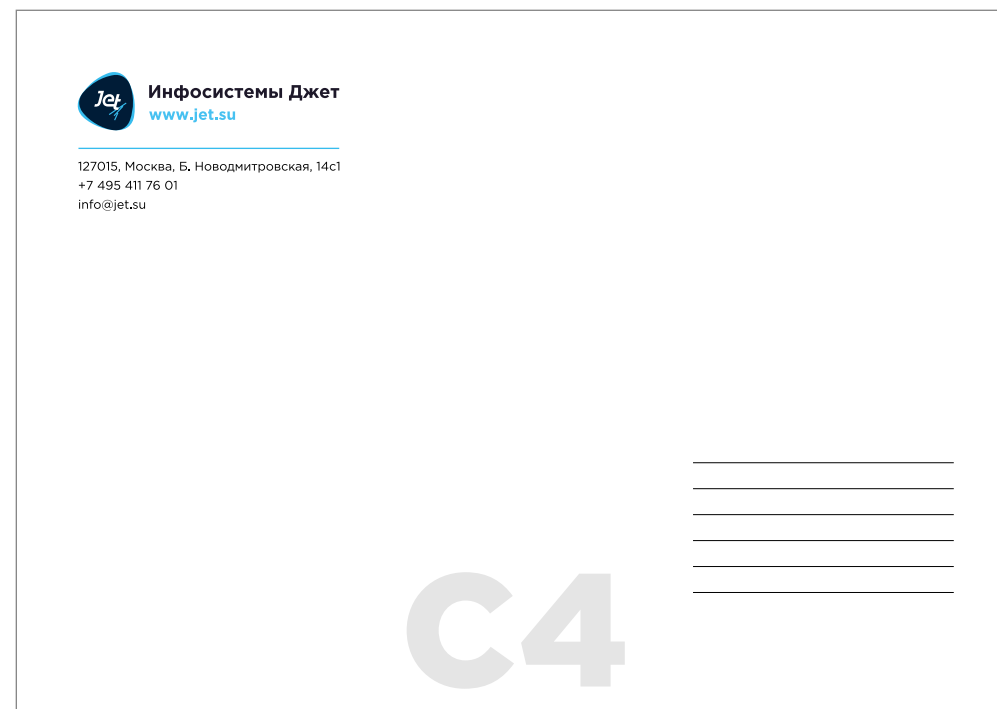 Jet
Инфосистемы Джет
www.jet.su
127015, Москва, Б. Новодмитровская, 14с1
+7 495 411 76 01
info@jet.su
C4